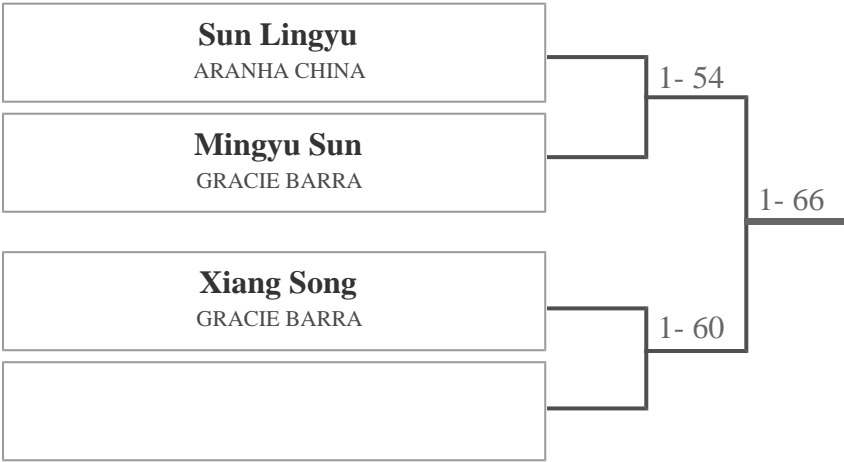 Sun Lingyu
ARANHA CHINA
1- 54
Mingyu Sun
GRACIE BARRA
1- 66
Xiang Song
GRACIE BARRA
1- 60